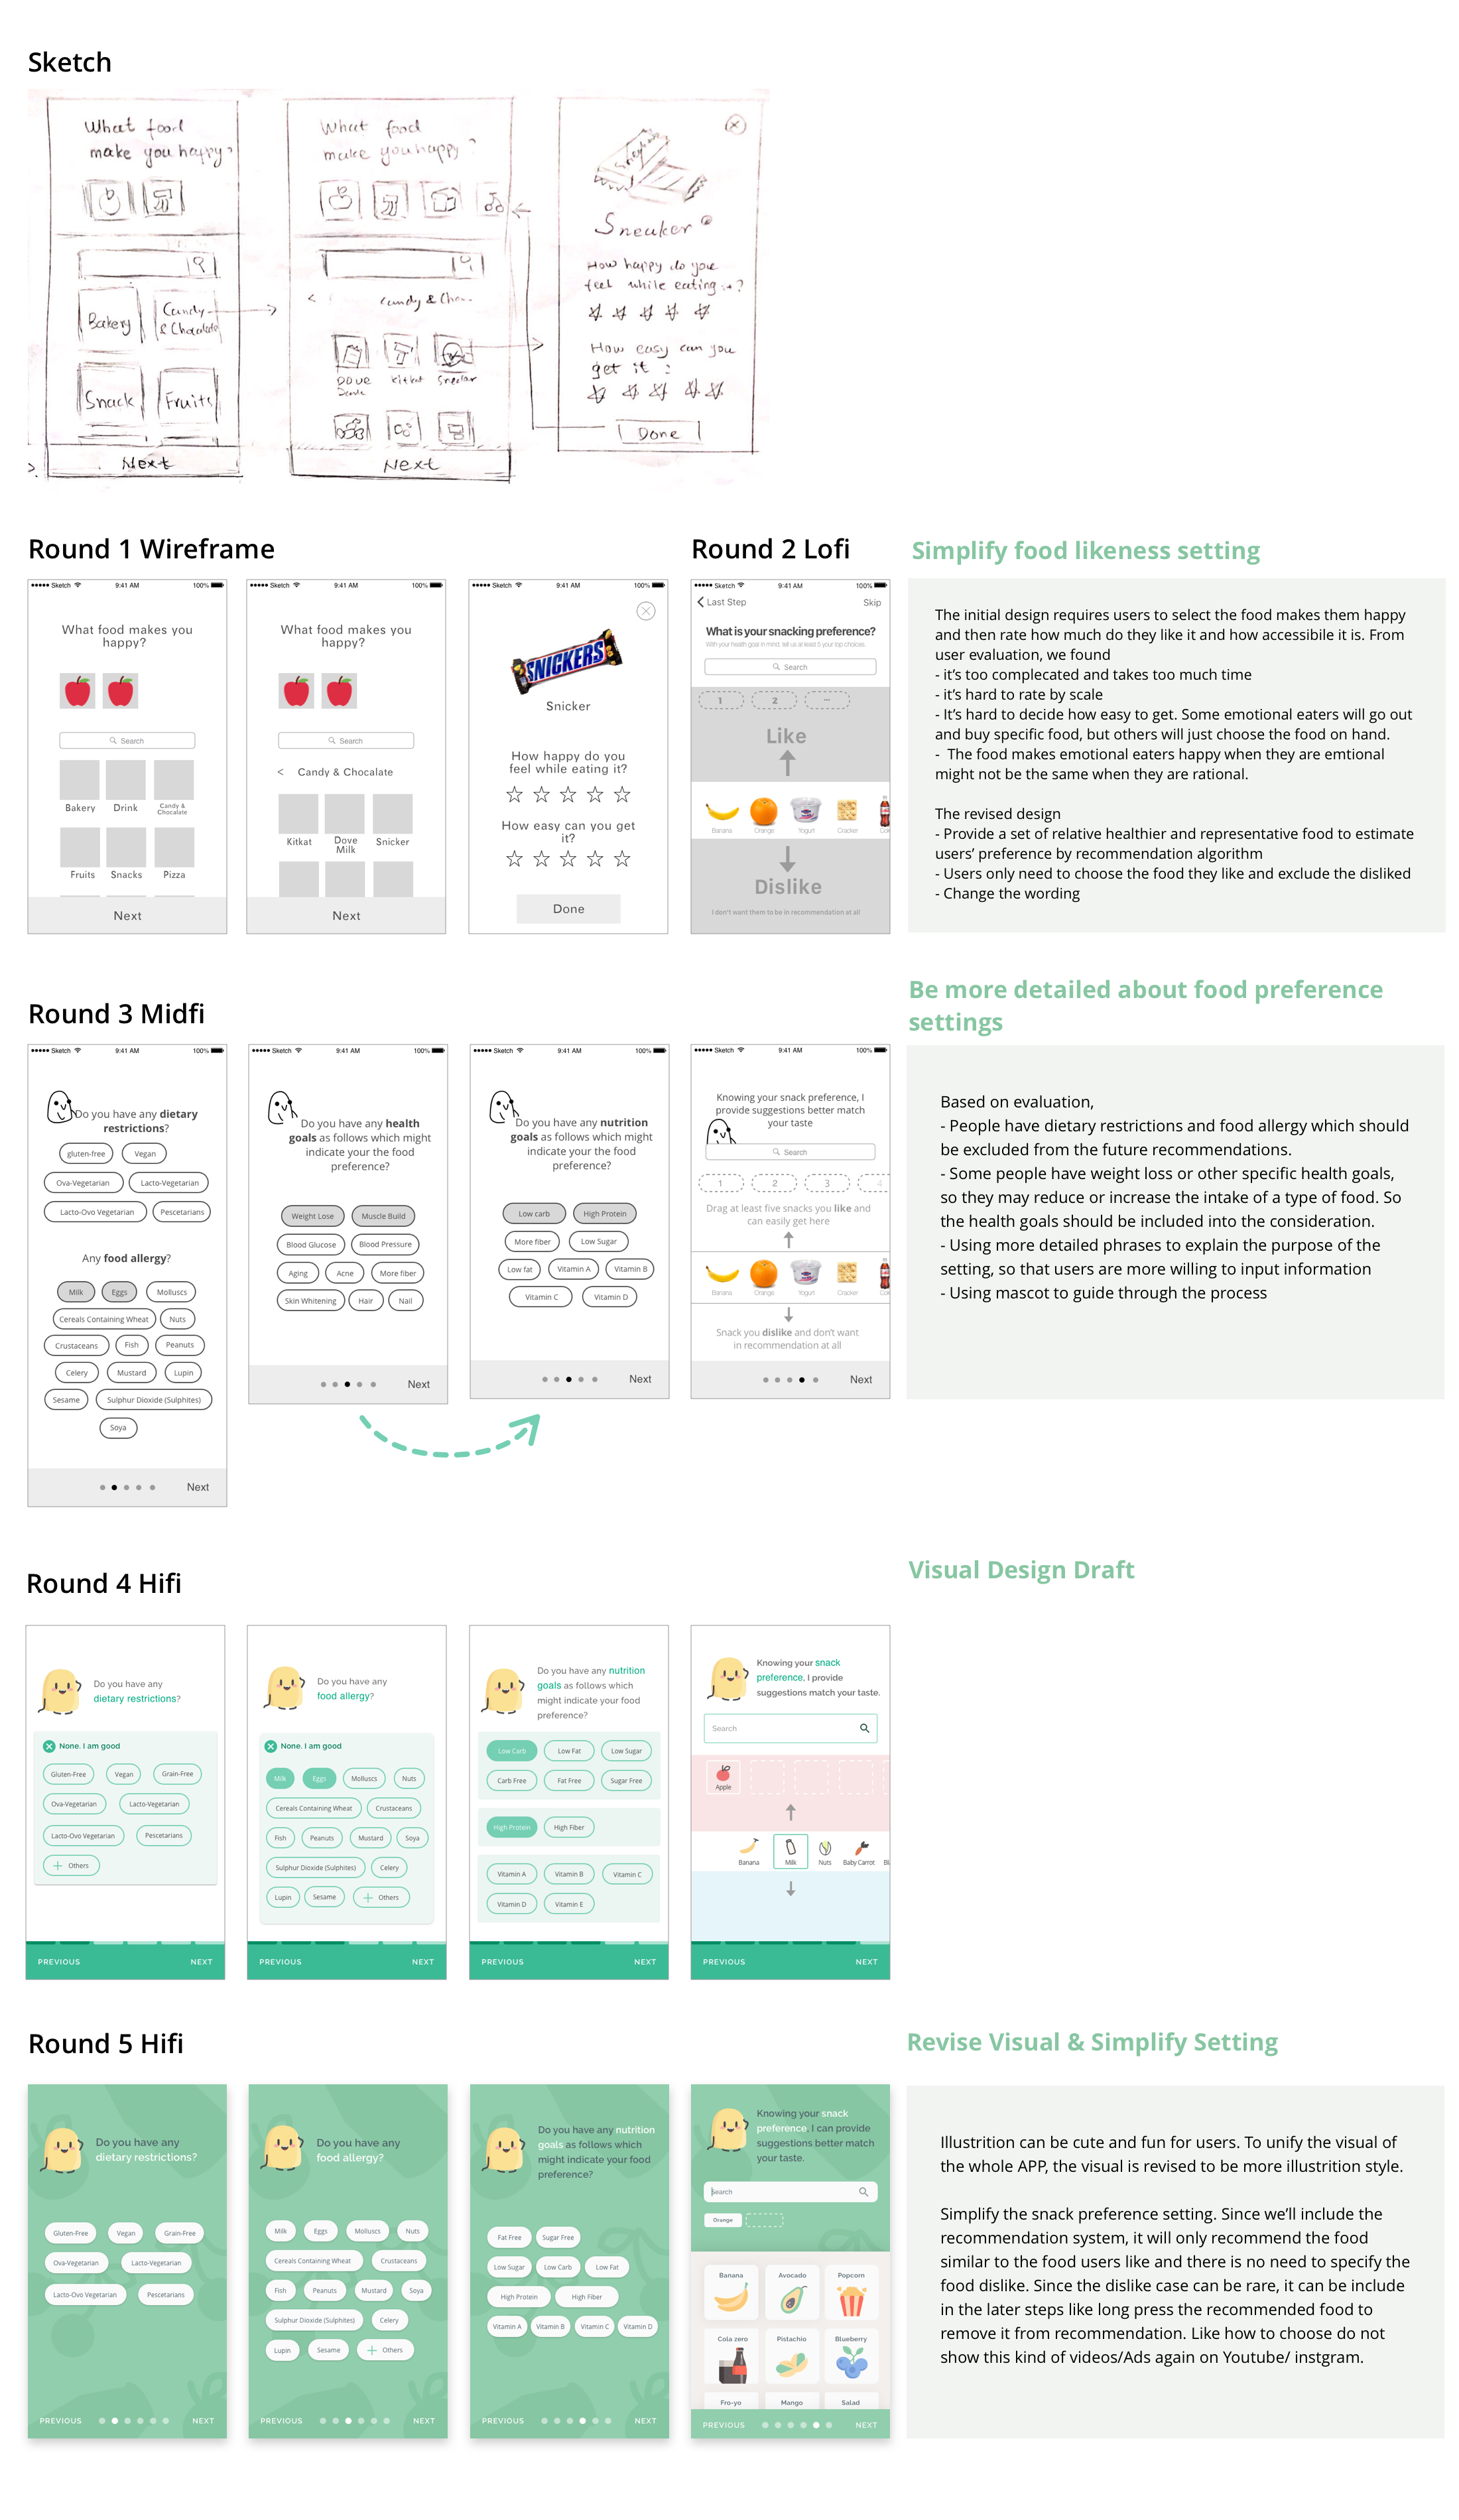 Sketch
What food
make you happy?
Bakery
Candy
& Chocolate
Snack
Fruits
Next
What food
make you happy?
<
Candy & Cho..
Dove
Kitkat
Next
Sneaker
How happy do you
feel while eating it?
How easy can you
get it:
Done
Round 1 Wireframe
Sketch 9:41 AM 100%
What food makes you
happy?
Search
Bakery Drink Candy &
Chocolate
Fruits Snacks Pizza
Next
Sketch 9:41 AM 100%
What food makes you
happy?
Search
< Candy & Chocolate
Kitkat Dove
Milk Snicker
Next
Sketch 9:41 AM 100%
SNICKERS
Snicker
How happy do you
feel while eating it?
How easy can you get
it?
Done
Round 2 Lofi
Sketch 9:41 AM 100%
Last Step Skip
What is your snacking preference?
With your health goal in mind, tell us at least 5 your top choices.
Search
1 2
Like
Banana Orange Yogurt Cracker
Dislike
I don't want them to be in recommendation at all
Simplify food likeness setting
The initial design requires users to select the food makes them happy
and then rate how much do they like it and how accessibile it is. From
user evaluation, we found
- it's too complecated and takes too much time
- it's hard to rate by scale
- It's hard to decide how easy to get. Some emotional eaters will go out
and buy specific food, but others will just choose the food on hand.
- The food makes emotional eaters happy when they are emtional
might not be the same when they are rational.
The revised design
- Provide a set of relative healthier and representative food to estimate
users' preference by recommendation algorithm
- Users only need to choose the food they like and exclude the disliked
- Change the wording
Round 3 Midfi
Sketch 9:41 AM 100%
Do you have any dietary
restrictions?
gluten-free Vegan
Ova-Vegetarian Lacto-Vegetarian
Lacto-Ovo Vegetarian Pescetarians
Any food allergy?
Milk Eggs Molluscs
Cereals Containing Wheat Nuts
Crustaceans Fish Peanuts
Celery Mustard Lupin
Sesame Sulphur Dioxide (Sulphites)
Soya
Next
Sketch 9:41 AM 100%
Do you have any health
goals as follows which might
indicate your the food
preference?
Weight Lose Muscle Build
Blood Glucose Blood Pressure
Aging Acne More fiber
Skin Whitening Hair Nail
Next
Sketch 9:41 AM 100%
Do you have any nutrition
goals as follows which might
indicate your the food
preference?
Low carb High Protein
More fiber Low Sugar
Low fat Vitamin A Vitamin B
Vitamin C Vitamin D
Next
Sketch 9:41 AM 100%
Knowing your snack preference, I
provide suggestions better match
your taste
Search
1 2 3 4
Drag at least five snacks you like and
can easily get here
Banana Orange Yogurt Cracker
Snack you dislike and don't want
in recommendation at all
Next
Be more detailed about food preference
settings
Based on evaluation,
- People have dietary restrictions and food allergy which should
be excluded from the future recommendations.
- Some people have weight loss or other specific health goals,
so they may reduce or increase the intake of a type of food. So
the health goals should be included into the consideration.
- Using more detailed phrases to explain the purpose of the
setting, so that users are more willing to input information
- Using mascot to guide through the process
Round 4 Hifi
Do you have any
dietary restrictions?
None. I am good
Gluten-Free Vegan Grain-Free
Ova-Vegetarian Lacto-Vegetarian
Lacto-Ovo Vegetarian Pescetarians
+ Others
PREVIOUS NEXT
Do you have any
food allergy?
None. I am good
Milk Eggs Molluscs Nuts
Cereals Containing Wheat Crustaceans
Fish Peanuts Mustard Soya
Sulphur Dioxide (Sulphites) Celery
Lupin Sesame + Others
PREVIOUS NEXT
Do you have any nutrition
goals as follows which
might indicate your food
preference?
Low Carb Low Fat Low Sugar
Carb Free Fat Free Sugar Free
High Protein High Fiber
Vitamin A Vitamin B Vitamin C
Vitamin D Vitamin E
PREVIOUS NEXT
Knowing your snack
preference, I provide
suggestions match your taste.
Search
Apple
Banana Milk Nuts Baby Carrot Bl
PREVIOUS NEXT
Visual Design Draft
Round 5 Hifi
Do you have any
dietary restrictions?
Gluten-Free Vegan Grain-Free
Ova-Vegetarian Lacto-Vegetarian
Lacto-Ovo Vegetarian Pescetarians
PREVIOUS NEXT
Do you have any
food allergy?
Milk Eggs Molluscs Nuts
Cereals Containing Wheat Crustaceans
Fish Peanuts Mustard Soya
Sulphur Dioxide (Sulphites) Celery
Lupin Sesame + Others
PREVIOUS NEXT
Do you have any nutrition
goals as follows which
might indicate your food
preference?
Fat Free Sugar Free
Low Sugar Low Carb Low Fat
High Protein High Fiber
Vitamin A Vitamin B Vitamin C Vitamin D
PREVIOUS NEXT
Knowing your snack
preference, I can provide
suggestions better match
your taste.
Search
Orange
Banana Avocado Popcorn
Cola zero Pistachio Blueberry
Fro-yo Mango Salad
PREVIOUS NEXT
Revise Visual & Simplify Setting
Illustrition can be cute and fun for users. To unify the visual of
the whole APP, the visual is revised to be more illustrition style.
Simplify the snack preference setting. Since we'll include the
recommendation system, it will only recommend the food
similar to the food users like and there is no need to specify the
food dislike. Since the dislike case can be rare, it can be include
in the later steps like long press the recommended food to
remove it from recommendation. Like how to choose do not
show this kind of videos/Ads again on Youtube/ instgram.